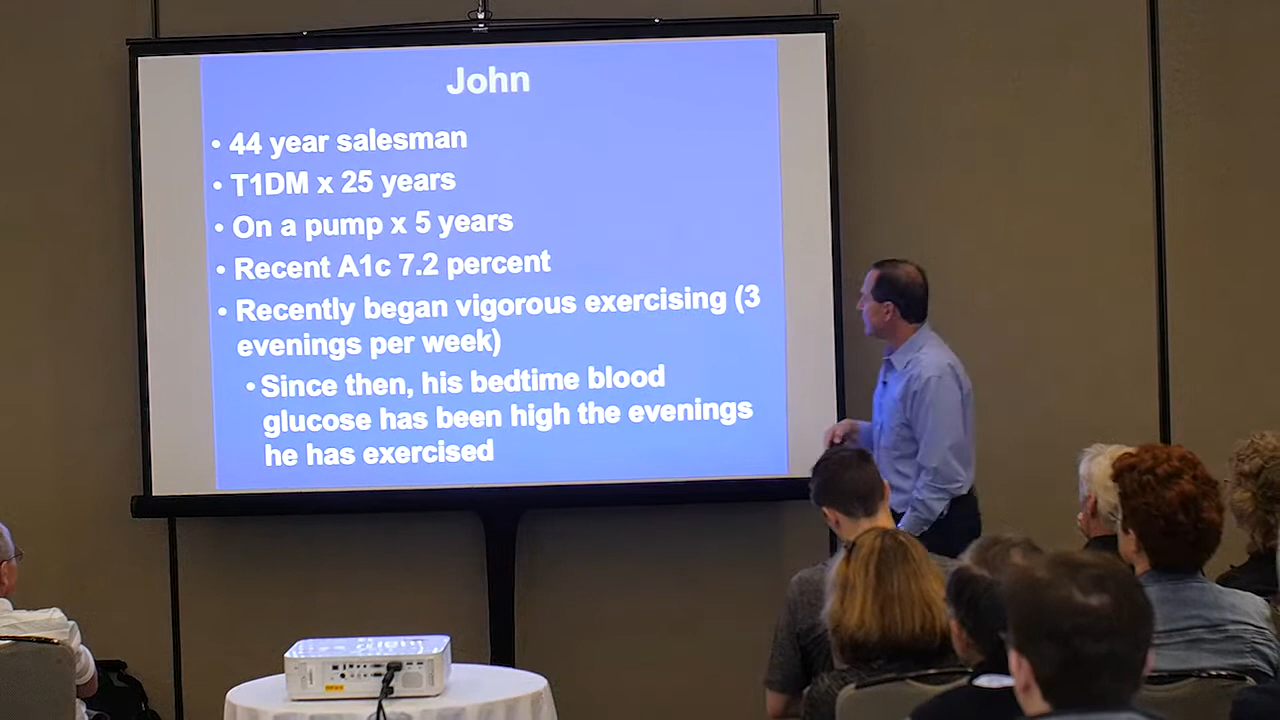 John
• 44 year salesman
• T1DM x 25 years
• On a pump x 5 years
• Recent A1c 7.2 percent
• Recently began vigorous exercising (3
evenings per week)
• Since then, his bedtime blood
glucose has been high the evenings
he has exercised